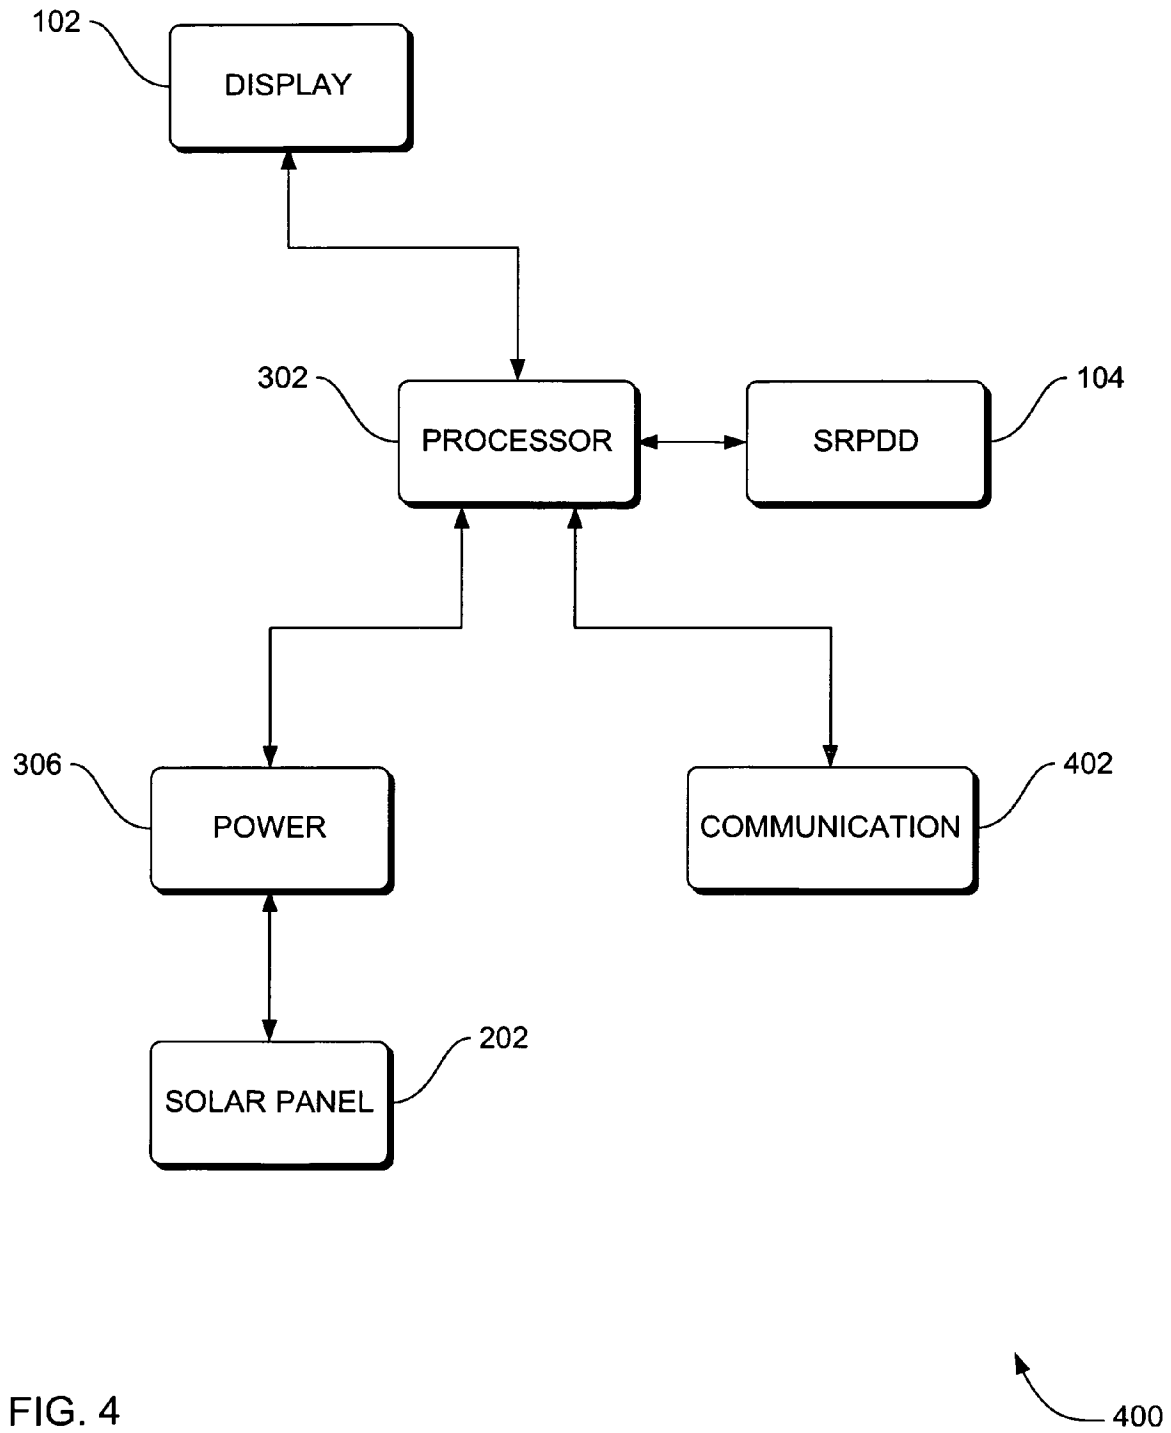 102
DISPLAY
302
PROCESSOR
SRPDD
104
306
POWER
COMMUNICATION
402
SOLAR PANEL
202
FIG. 4
400